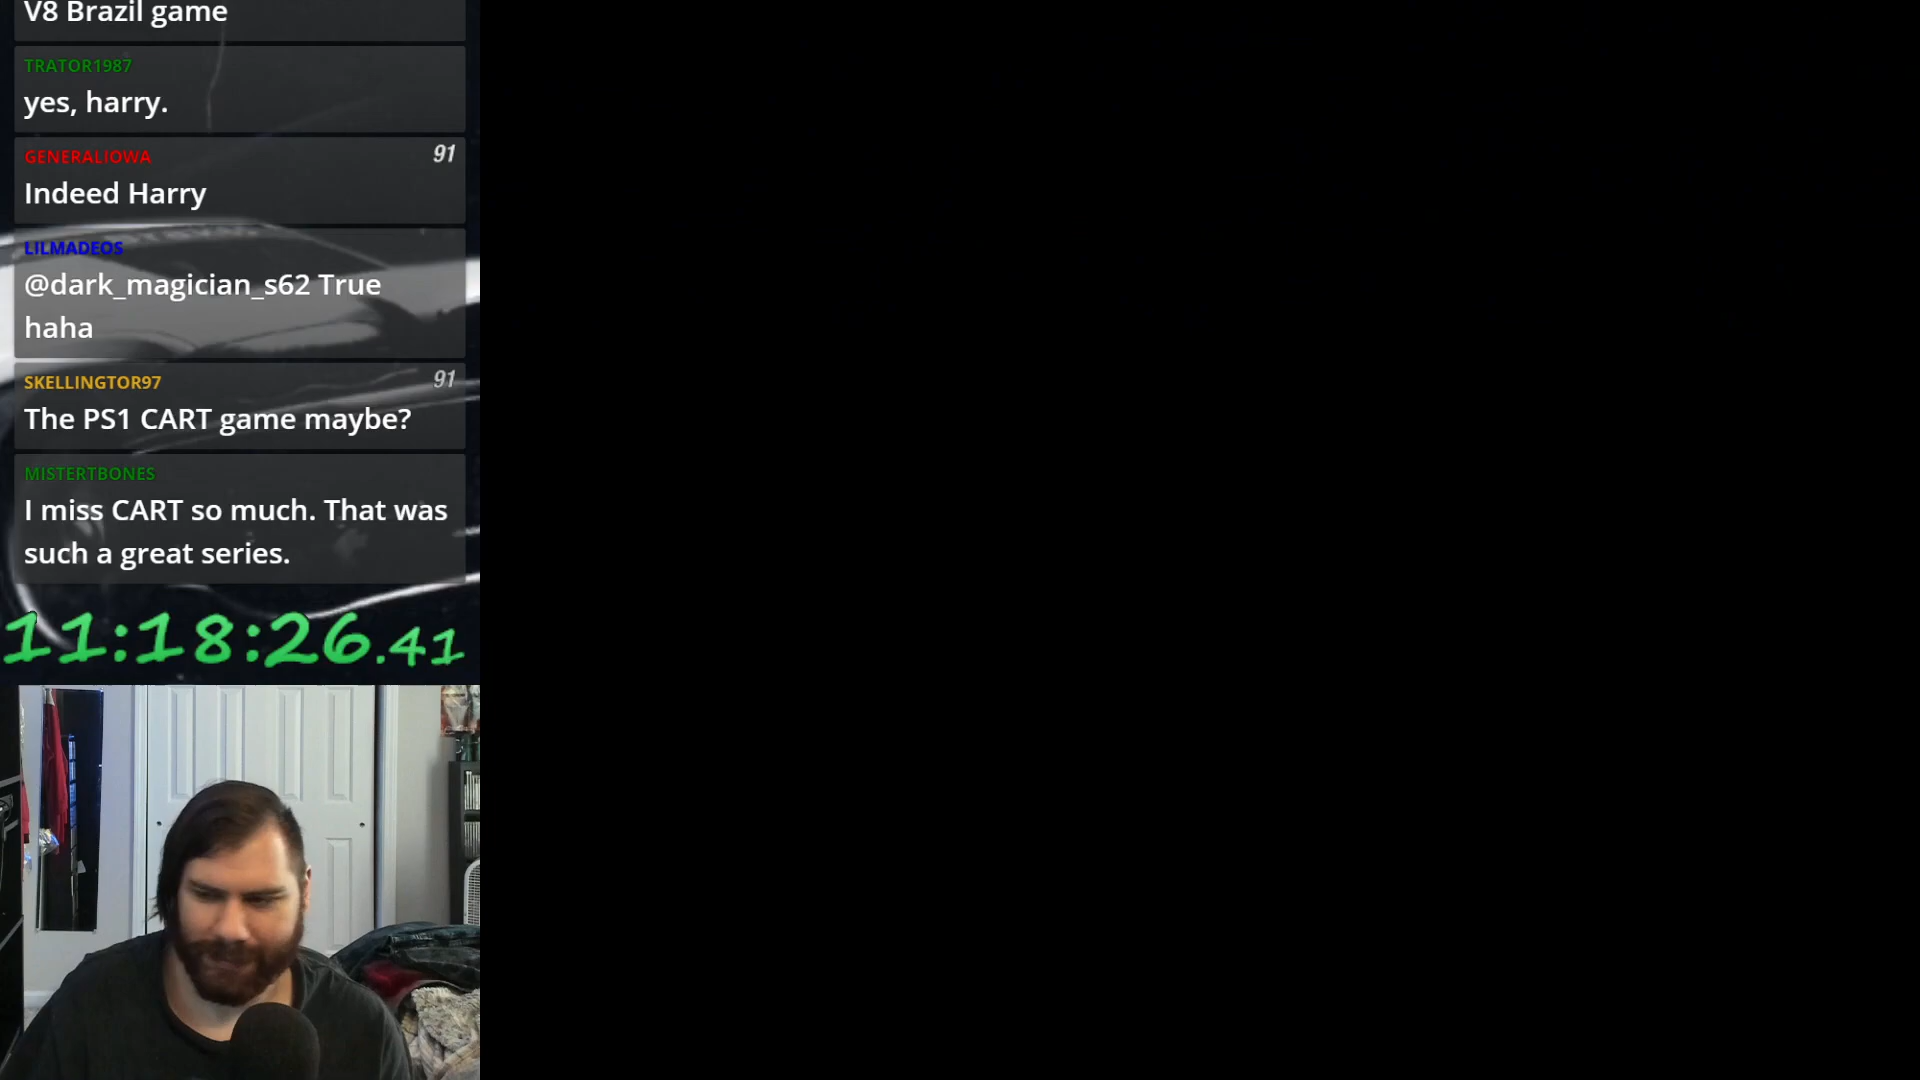 V8 Brazil game
TRATOR1987
yes, harry.
GENERALIOWA 91
Indeed Harry
LILMADEOS
@dark_magician_s62 True
haha
SKELLINGTOR97 91
The PS1 CART game maybe?
MISTERTBONES
I miss CART so much. That was
such a great series.
11:18:26.41